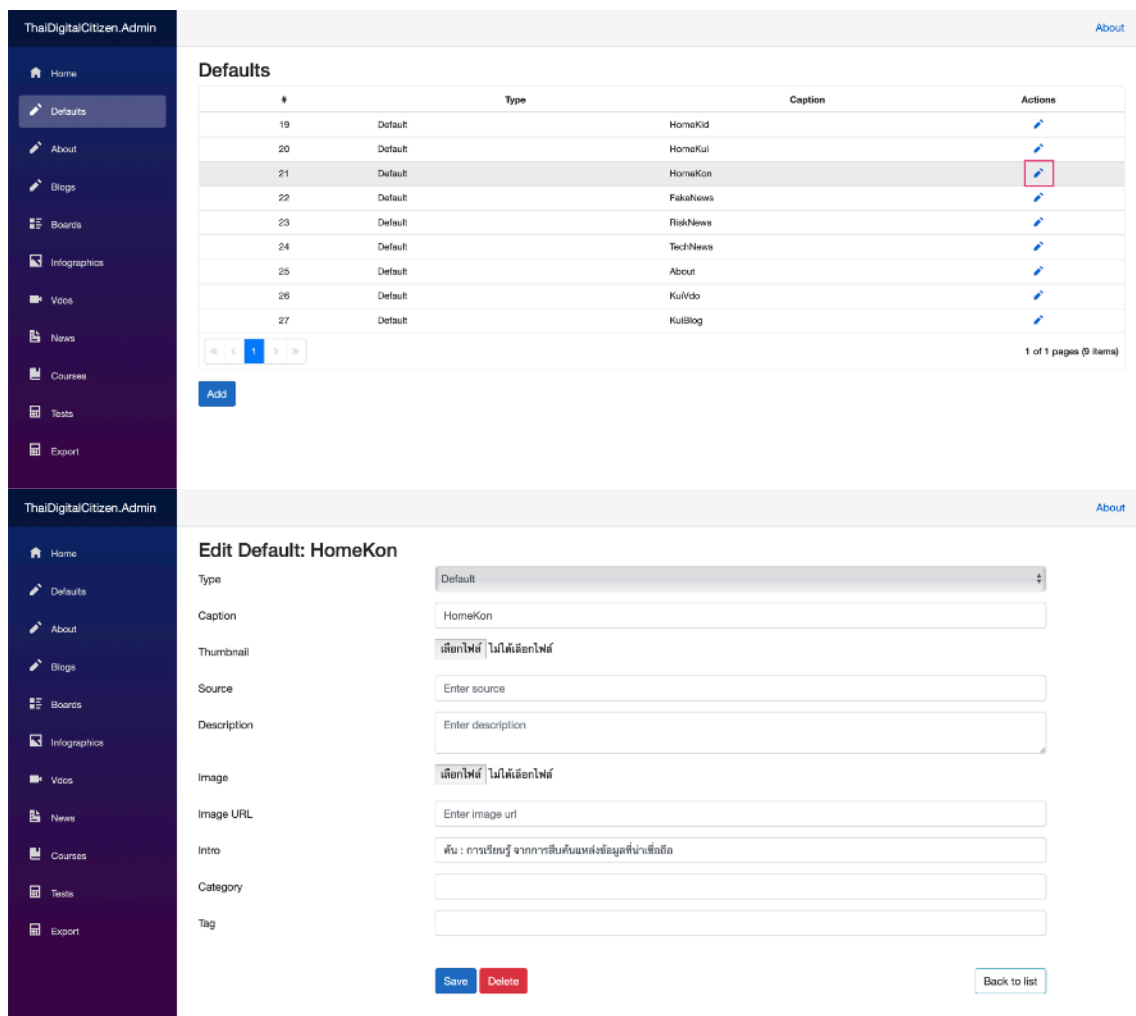 ThaiDigitalCitizen.Admin
About
Home
Defaults
About
Blogs
Boards
Infographics
Vdos
News
Courses
Tests
Export
Defaults
# Type Caption Actions
19 Default HomeKid
20 Default HomeKui
21 Default HomeKon
22 Default FakeNews
23 Default RiskNews
24 Default TechNews
25 Default About
26 Default KuiVdo
27 Default KuiBlog
« < 1 > » 1 of 1 pages (9 items)
Add
ThaiDigitalCitizen.Admin
About
Home
Defaults
About
Blogs
Boards
Infographics
Vdos
News
Courses
Tests
Export
Edit Default: HomeKon
Type Default
Caption HomeKon
Thumbnail เลือกไฟล์ ไม่ได้เลือกไฟล์
Source Enter source
Description Enter description
Image เลือกไฟล์ ไม่ได้เลือกไฟล์
Image URL Enter image url
Intro ค้น : การเรียนรู้ จากการสืบค้นแหล่งข้อมูลที่น่าเชื่อถือ
Category
Tag
Save Delete Back to list